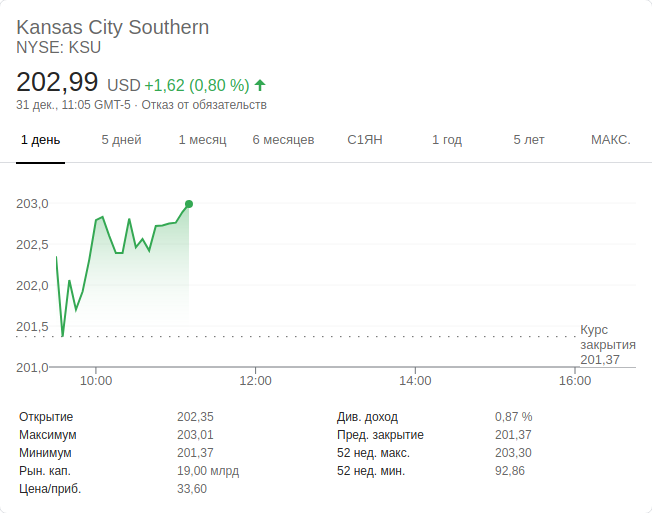 Kansas City Southern
NYSE: KSU
202,99 USD +1,62 (0,80 %)
31 дек., 11:05 GMT-5 · Отказ от обязательств
1 день 5 дней 1 месяц 6 месяцев С1ЯН 1 год 5 лет МАКС.
203,0
202,5
202,0
201,5
201,0
Курс
закрытия
201,37
10:00 12:00 14:00 16:00
Открытие 202,35 Див. доход 0,87 %
Максимум 203,01 Пред. закрытие 201,37
Минимум 201,37 52 нед. макс. 203,30
Рын. кап. 19,00 млрд 52 нед. мин. 92,86
Цена/приб. 33,60